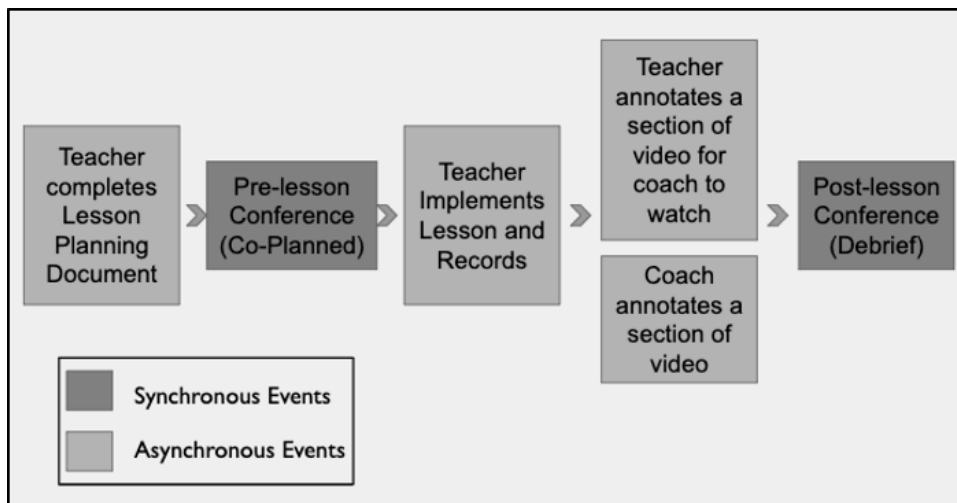 Teacher
completes
Lesson
Planning
Document
Pre-lesson
Conference
(Co-Planned)
Teacher
Implements
Lesson and
Records
Teacher
annotates a
section of
video for
coach to
watch
Coach
annotates a
section of
video
Post-lesson
Conference
(Debrief)
Synchronous Events
Asynchronous Events